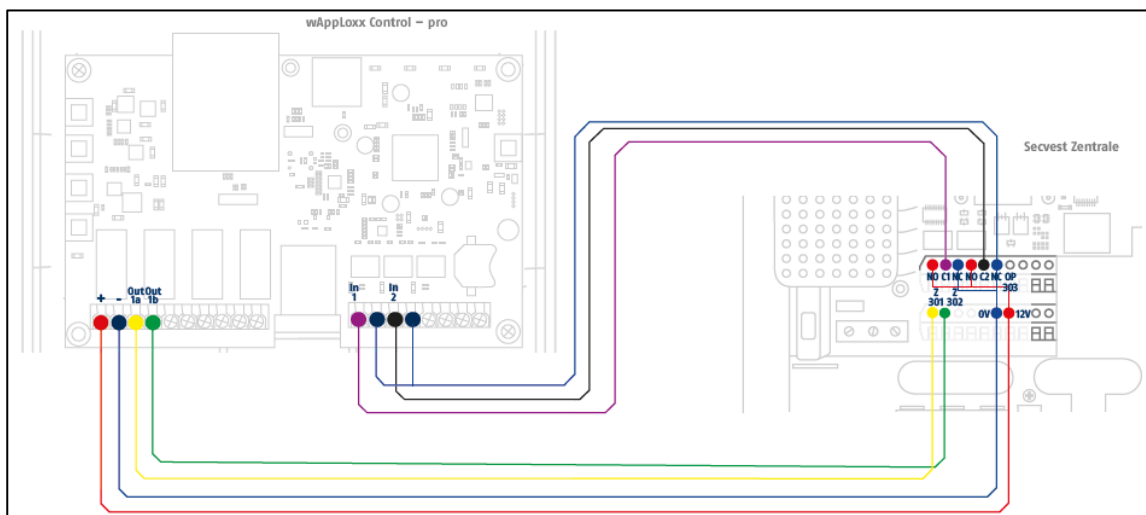 wAppLoxx Control – pro
Secvest Zentrale
NO C1 NC NO C2 NC OP
303
+ - Out Out
1a 1b
In
1
In
2
Z
301
Z
302
0V
12V